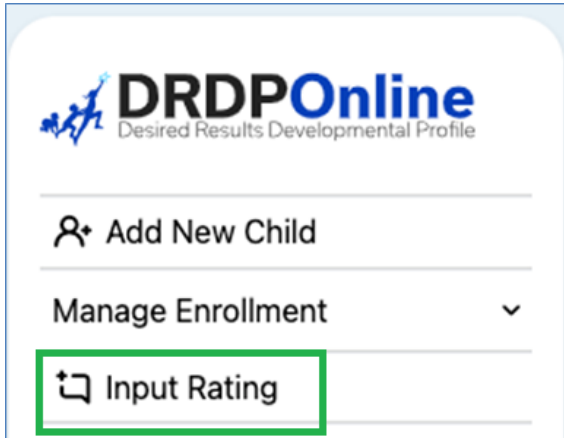 DRDPOnline
Desired Results Developmental Profile
Add New Child
Manage Enrollment
Input Rating